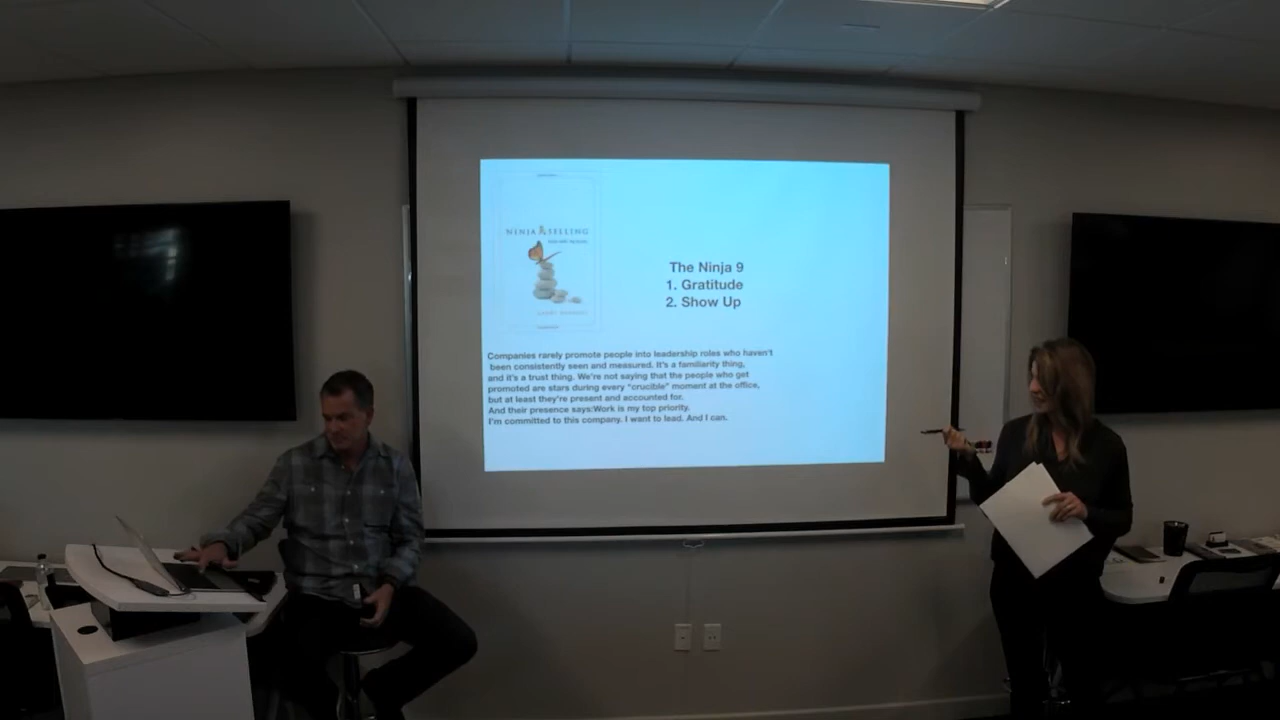 NINJA SELLING
The Ninja 9
1. Gratitude
2. Show Up
Companies rarely promote people into leadership roles who haven't
been consistently seen and measured. It's a familiarity thing,
and it's a trust thing. We're not saying that the people who get
promoted are stars during every "crucible" moment at the office,
but at least they're present and accounted for.
And their presence says:Work is my top priority.
I'm committed to this company. I want to lead. And I can.